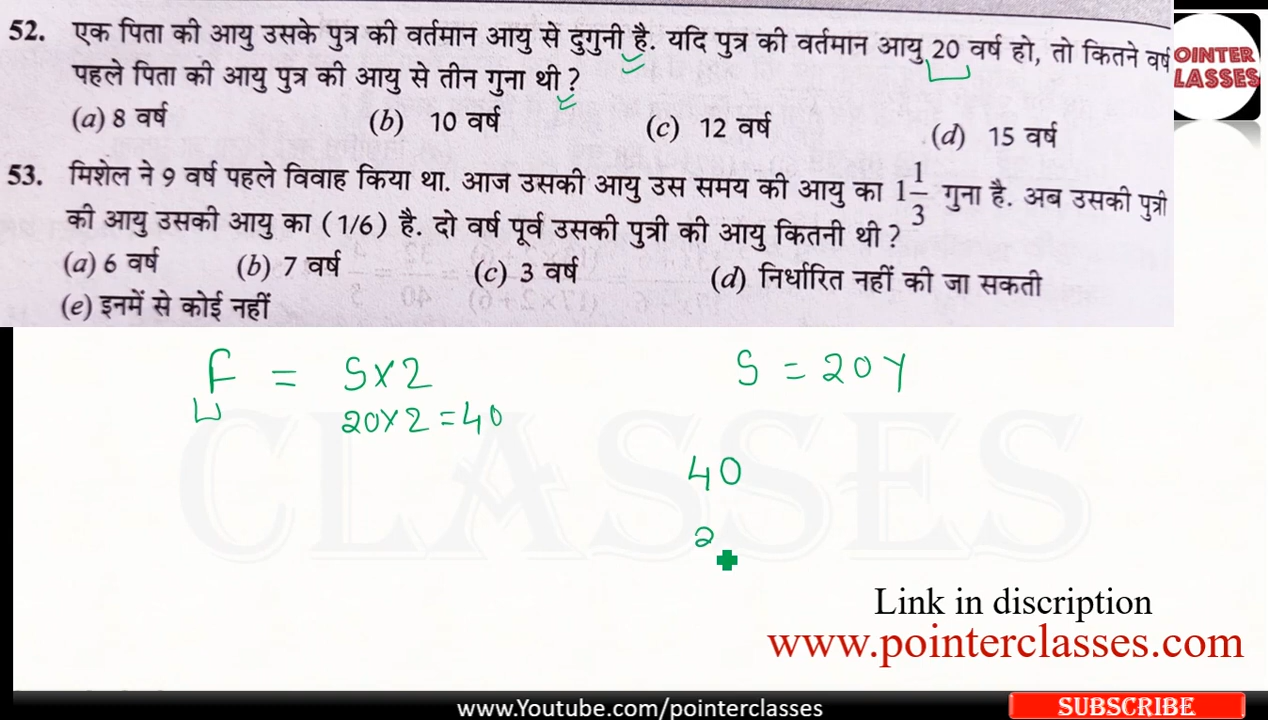 52. एक पिता की आयु उसके पुत्र की वर्तमान आयु से दुगुनी है. यदि पुत्र की वर्तमान आयु 20 वर्ष हो, तो कितने वर्ष
पहले पिता की आयु पुत्र की आयु से तीन गुना थी ?
(a) 8 वर्ष (b) 10 वर्ष (c) 12 वर्ष (d) 15 वर्ष
53. मिशेल ने 9 वर्ष पहले विवाह किया था. आज उसकी आयु उस समय की आयु का 1 1/3 गुना है. अब उसकी पुत्री
की आयु उसकी आयु का (1/6) है. दो वर्ष पूर्व उसकी पुत्री की आयु कितनी थी ?
(a) 6 वर्ष (b) 7 वर्ष (c) 3 वर्ष (d) निर्धारित नहीं की जा सकती
(e) इनमें से कोई नहीं
POINTER
CLASSES
F = S×2 S = 20Y
20×2 = 40
40
2
CLASSES
Link in discription
www.pointerclasses.com
www.Youtube.com/pointerclasses SUBSCRIBE